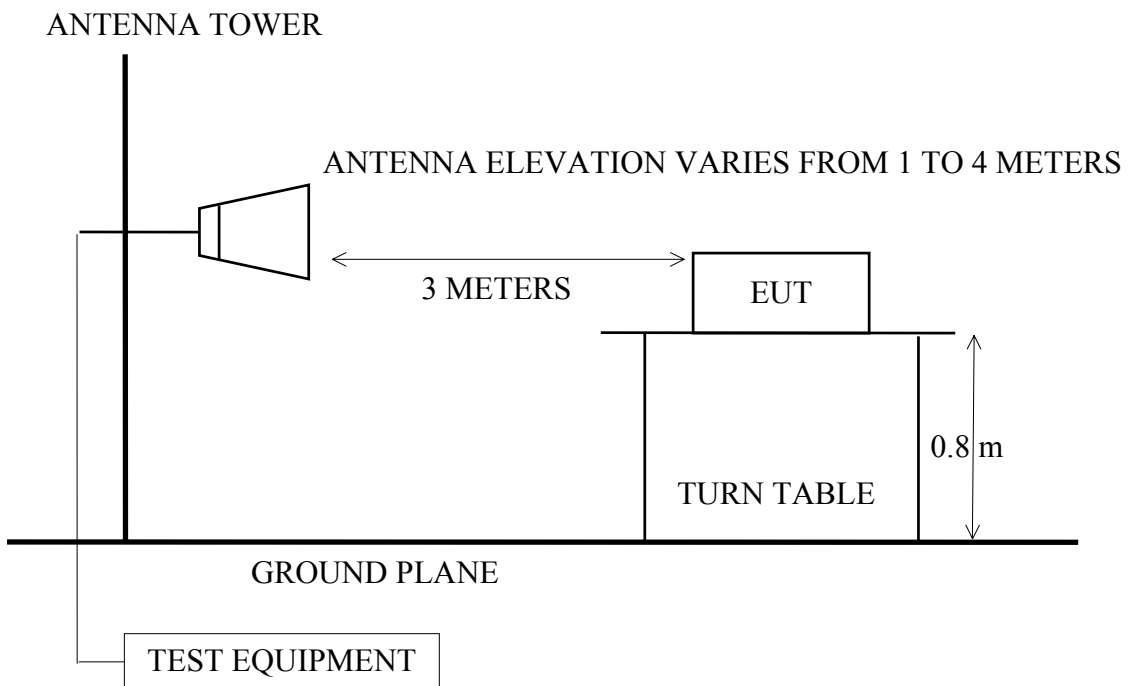 ANTENNA TOWER
ANTENNA ELEVATION VARIES FROM 1 TO 4 METERS
3 METERS
EUT
0.8 m
TURN TABLE
GROUND PLANE
TEST EQUIPMENT